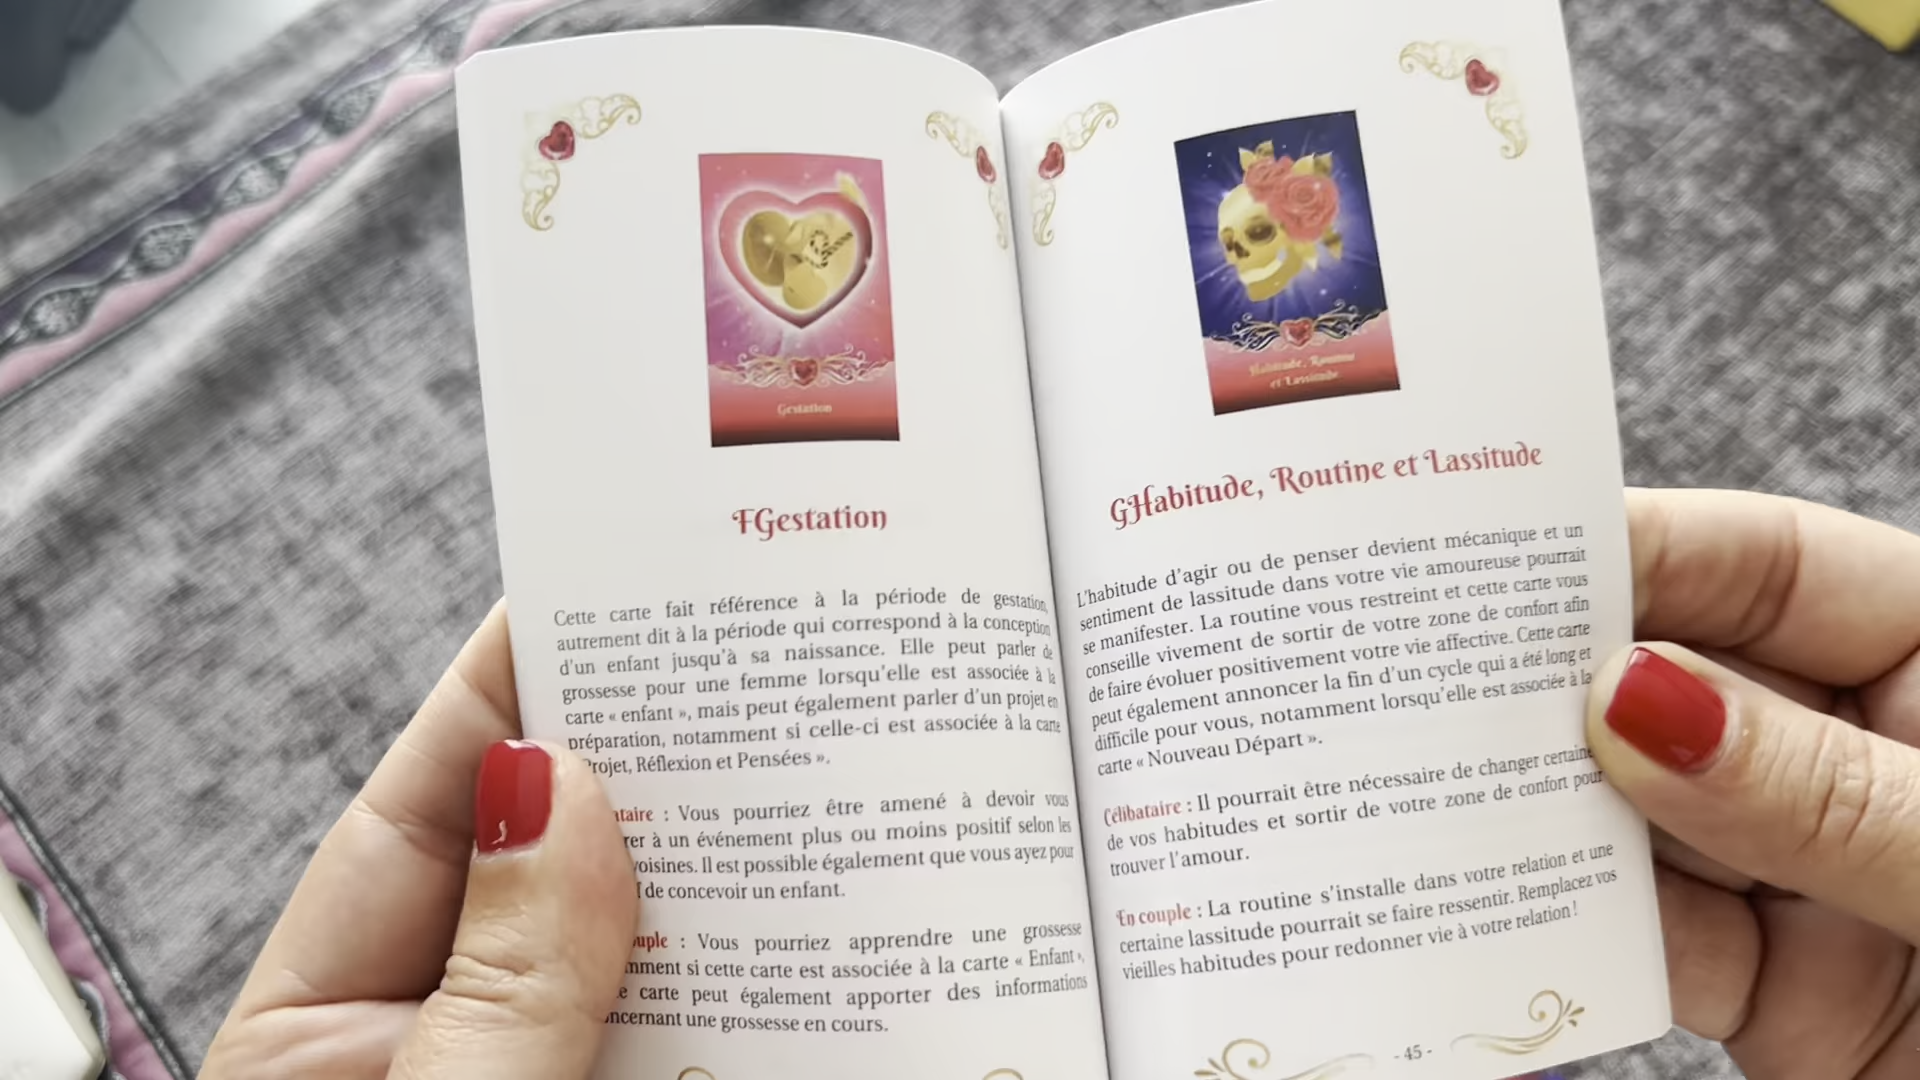 Gestation
FGestation
Cette carte fait référence à la période de gestation,
autrement dit à la période qui correspond à la conception
d'un enfant jusqu'à sa naissance. Elle peut parler de
grossesse pour une femme lorsqu'elle est associée à la
carte « enfant », mais peut également parler d'un projet en
préparation, notamment si celle-ci est associée à la carte
rojet, Réflexion et Pensées ».
taire : Vous pourriez être amené à devoir vous
rer à un événement plus ou moins positif selon les
voisines. Il est possible également que vous ayez pour
f de concevoir un enfant.
uple : Vous pourriez apprendre une grossesse
mment si cette carte est associée à la carte « Enfant »,
e carte peut également apporter des informations
ncernant une grossesse en cours.
Habitude, Routine
et Lassitude
GHabitude, Routine et Lassitude
L'habitude d'agir ou de penser devient mécanique et un
sentiment de lassitude dans votre vie amoureuse pourrait
se manifester. La routine vous restreint et cette carte vous
conseille vivement de sortir de votre zone de confort afin
de faire évoluer positivement votre vie affective. Cette carte
peut également annoncer la fin d'un cycle qui a été long et
difficile pour vous, notamment lorsqu'elle est associée à la
carte « Nouveau Départ ».
Célibataire : Il pourrait être nécessaire de changer certaine
de vos habitudes et sortir de votre zone de confort pour
trouver l'amour.
En couple : La routine s'installe dans votre relation et une
certaine lassitude pourrait se faire ressentir. Remplacez vos
vieilles habitudes pour redonner vie à votre relation !
- 45 -